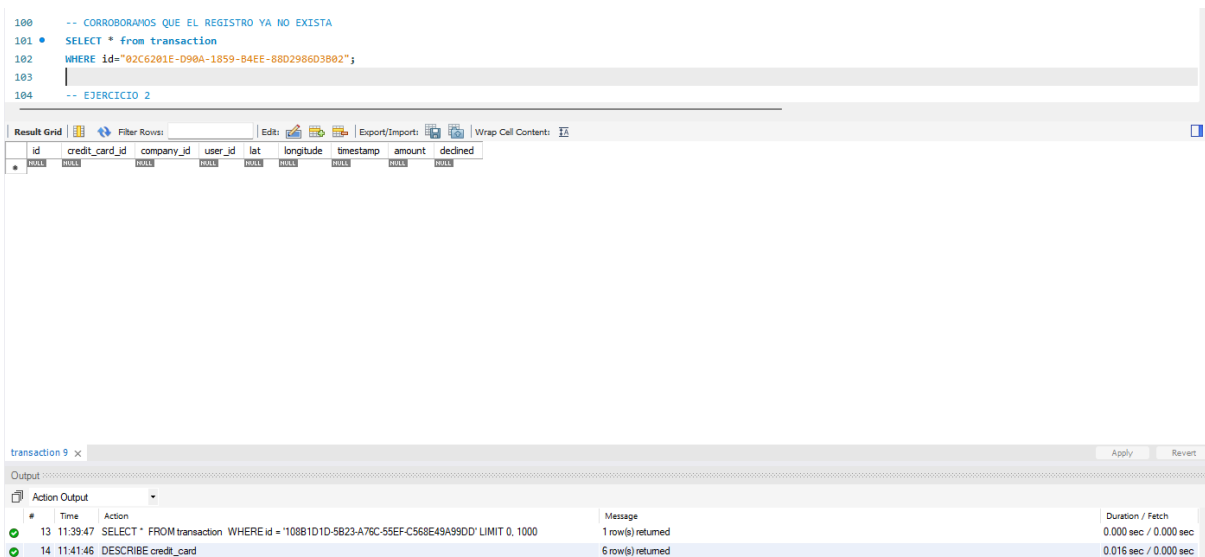 100 -- CORROBORAMOS QUE EL REGISTRO YA NO EXISTA
101 SELECT * from transaction
102 WHERE id="02C6201E-D90A-1859-B4EE-88D2986D3B02";
103
104 -- EJERCICIO 2
Result Grid Filter Rows: Edit: Export/Import: Wrap Cell Content: IA
id credit_card_id company_id user_id lat longitude timestamp amount declined
* NULL NULL NULL NULL NULL NULL NULL NULL NULL
transaction 9 × Apply Revert
Output
Action Output
# Time Action Message Duration / Fetch
13 11:39:47 SELECT * FROM transaction WHERE id = '108B1D1D-5B23-A76C-55EF-C568E49A99DD' LIMIT 0, 1000 1 row(s) returned 0.000 sec / 0.000 sec
14 11:41:46 DESCRIBE credit_card 6 row(s) returned 0.016 sec / 0.000 sec